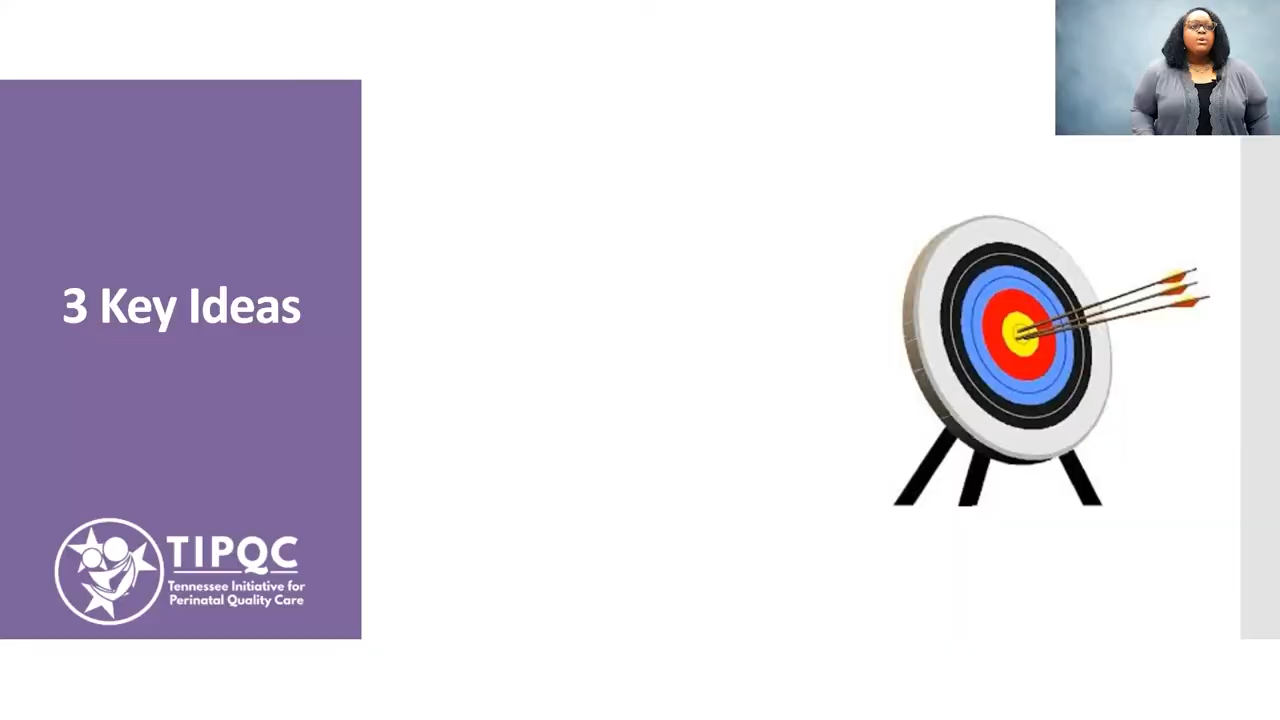 3 Key Ideas
TIPQC
Tennessee Initiative for
Perinatal Quality Care